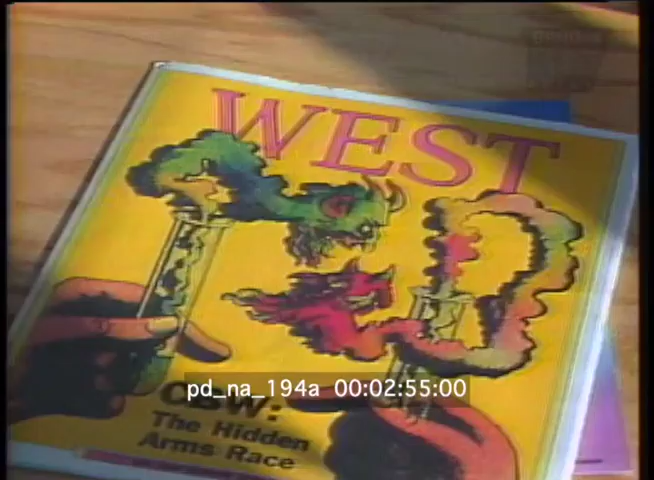 WEST
pd_na_194a 00:02:55:00
CBW:
The Hidden
Arms Race